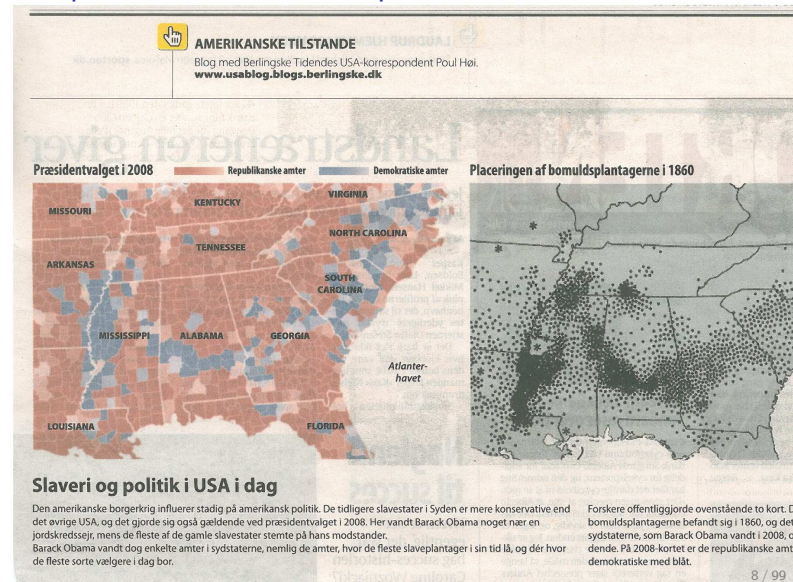 AMERIKANSKE TILSTANDE
Blog med Berlingske Tidendes USA-korrespondent Poul Høi.
www.usablog.blogs.berlingske.dk
Præsidentvalget i 2008
Republikanske amter
Demokratiske amter
Placeringen af bomuldsplantagerne i 1860
MISSOURI
KENTUCKY
VIRGINIA
TENNESSEE
NORTH CAROLINA
ARKANSAS
SOUTH
CAROLINA
MISSISSIPPI
ALABAMA
GEORGIA
Atlanter-
havet
LOUISIANA
FLORIDA
Slaveri og politik i USA i dag
Den amerikanske borgerkrig influerer stadig på amerikansk politik. De tidligere slavestater i Syden er mere konservative end
det øvrige USA, og det gjorde sig også gældende ved præsidentvalget i 2008. Her vandt Barack Obama noget nær en
jordskredssejr, mens de fleste af de gamle slavestater stemte på hans modstander.
Barack Obama vandt dog enkelte amter i sydstaterne, nemlig de amter, hvor de fleste slaveplantager i sin tid lå, og dér hvor
de fleste sorte vælgere i dag bor.
Forskere offentliggjorde ovenstående to kort. D
bomuldsplantagerne befandt sig i 1860, og det
sydstaterne, som Barack Obama vandt i 2008, o
dende. På 2008-kortet er de republikanske amt
demokratiske med blåt.
8 / 99